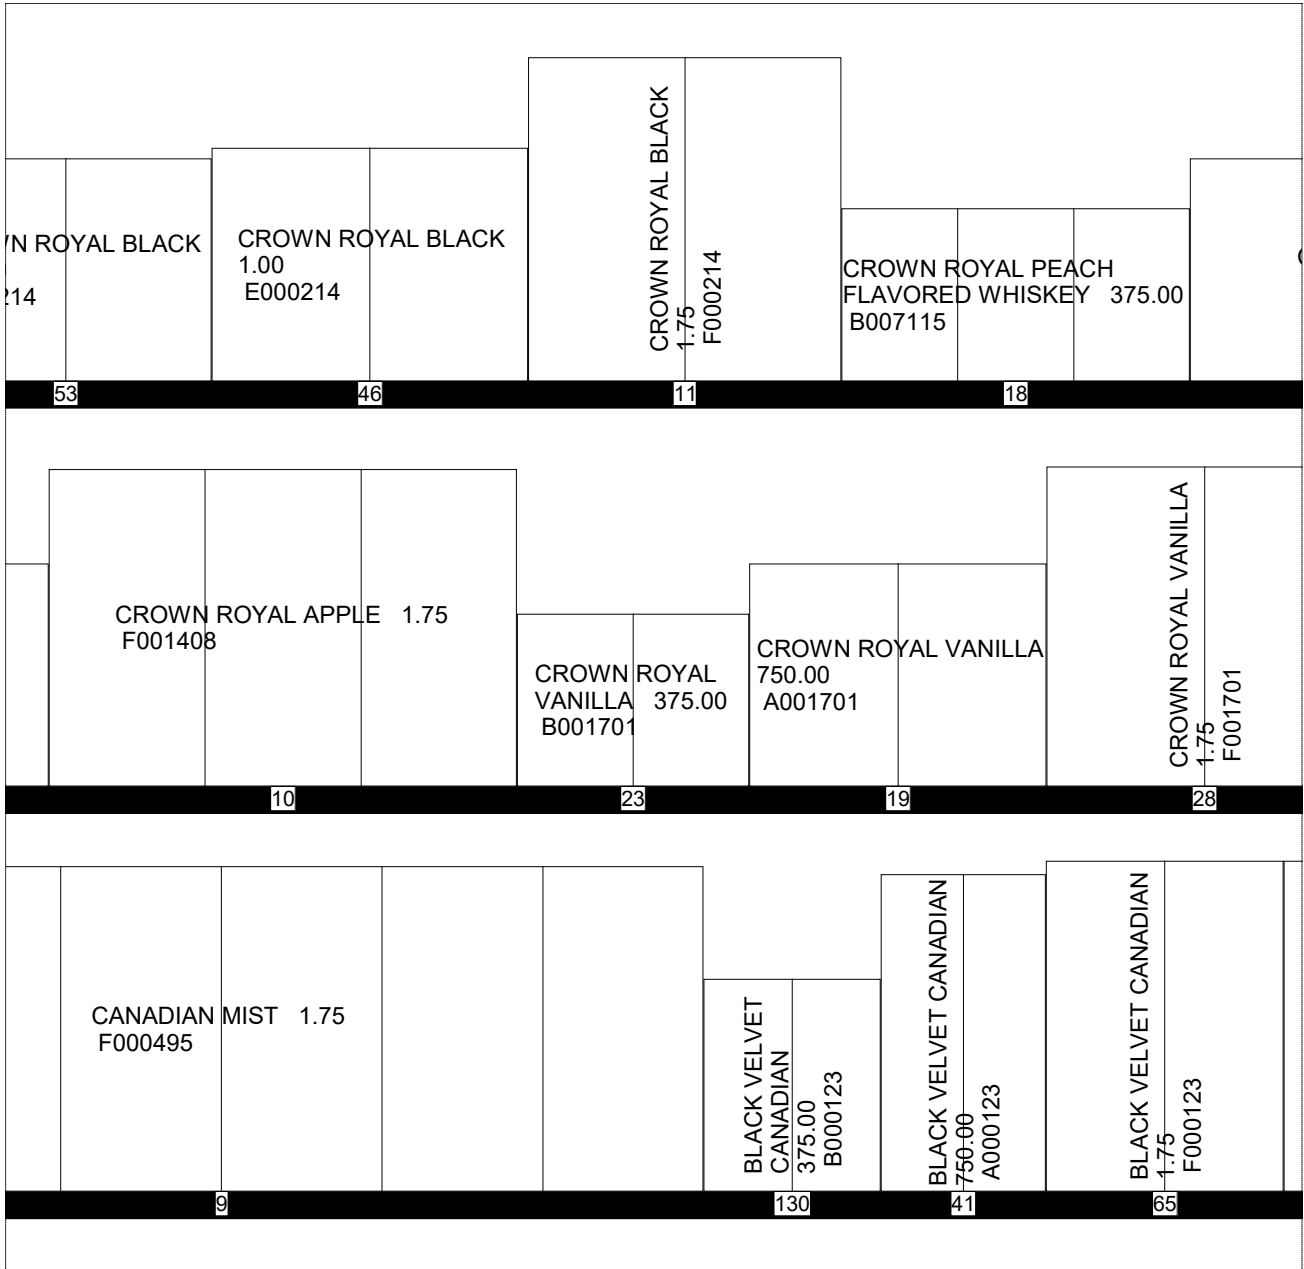 ROYAL BLACK
214
53
CROWN ROYAL BLACK
1.00
E000214
46
CROWN ROYAL BLACK
1.75
F000214
11
CROWN ROYAL PEACH
FLAVORED WHISKEY 375.00
B007115
18
CROWN ROYAL APPLE 1.75
F001408
10
CROWN ROYAL
VANILLA 375.00
B001701
23
CROWN ROYAL VANILLA
750.00
A001701
19
CROWN ROYAL VANILLA
1.75
F001701
28
CANADIAN MIST 1.75
F000495
9
BLACK VELVET
CANADIAN
375.00
B000123
130
BLACK VELVET CANADIAN
750.00
A000123
41
BLACK VELVET CANADIAN
1.75
F000123
65